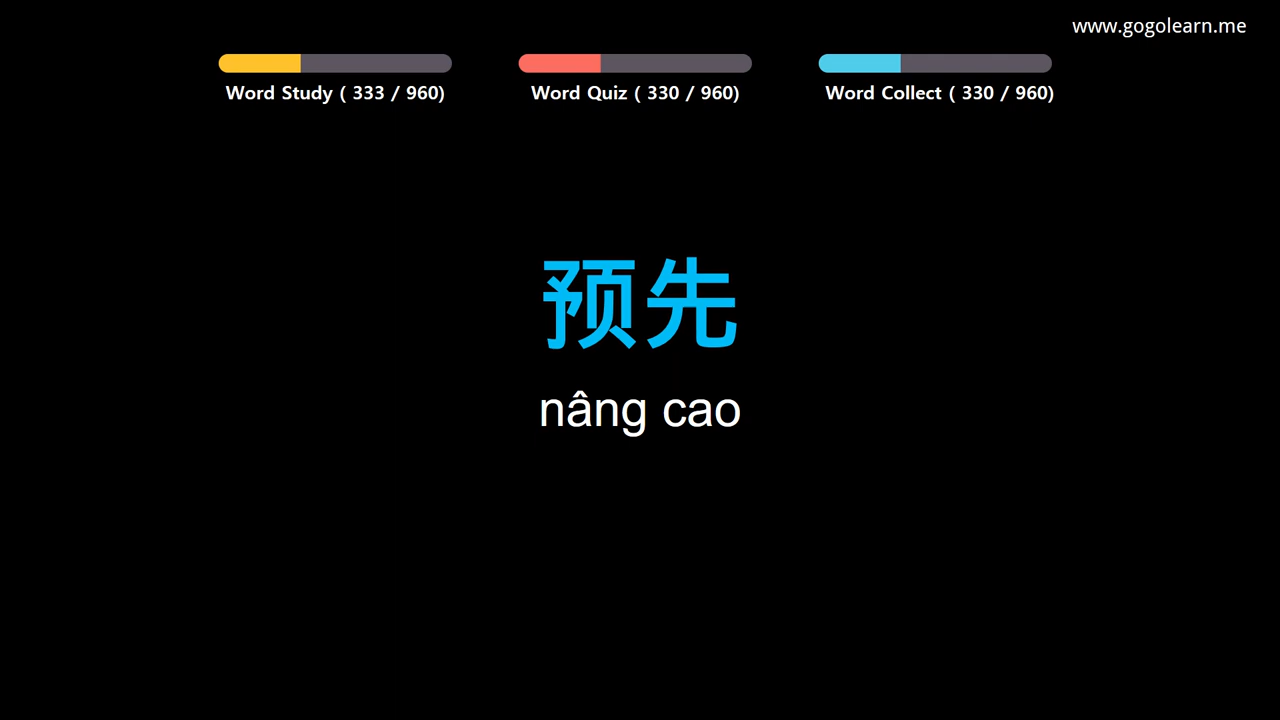 www.gogolearn.me
Word Study ( 333 / 960)
Word Quiz ( 330 / 960)
Word Collect ( 330 / 960)
预先
nâng cao